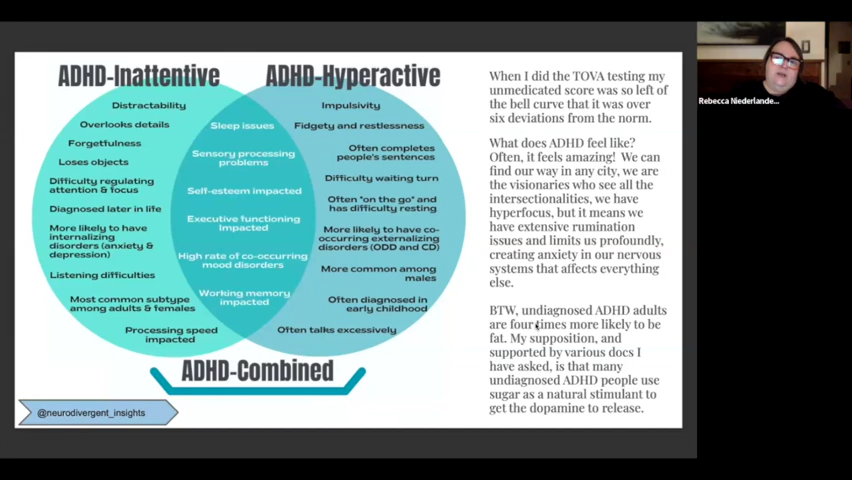 ADHD-Inattentive
ADHD-Hyperactive
Distractability
Overlooks details
Forgetfulness
Loses objects
Difficulty regulating
attention & focus
Diagnosed later in life
More likely to have
internalizing
disorders (anxiety &
depression)
Listening difficulties
Most common subtype
among adults & females
Processing speed
impacted
Sleep issues
Sensory processing
problems
Self-esteem impacted
Executive functioning
Impacted
High rate of co-occuring
mood disorders
Working memory
impacted
Impulsivity
Fidgety and restlessness
Often completes
people's sentences
Difficulty waiting turn
Often "on the go" and
has difficulty resting
More likely to have co-
occurring externalizing
disorders (ODD and CD)
More common among
males
Often diagnosed in
early childhood
Often talks excessively
ADHD-Combined
@neurodivergent_insights
When I did the TOVA testing my
unmedicated score was so left of
the bell curve that it was over
six deviations from the norm.
What does ADHD feel like?
Often, it feels amazing! We can
find our way in any city, we are
the visionaries who see all the
intersectionalities, we have
hyperfocus, but it means we
have extensive rumination
issues and limits us profoundly,
creating anxiety in our nervous
systems that affects everything
else.
BTW, undiagnosed ADHD adults
are four times more likely to be
fat. My supposition, and
supported by various docs I
have asked, is that many
undiagnosed ADHD people use
sugar as a natural stimulant to
get the dopamine to release.
Rebecca Niederlande...